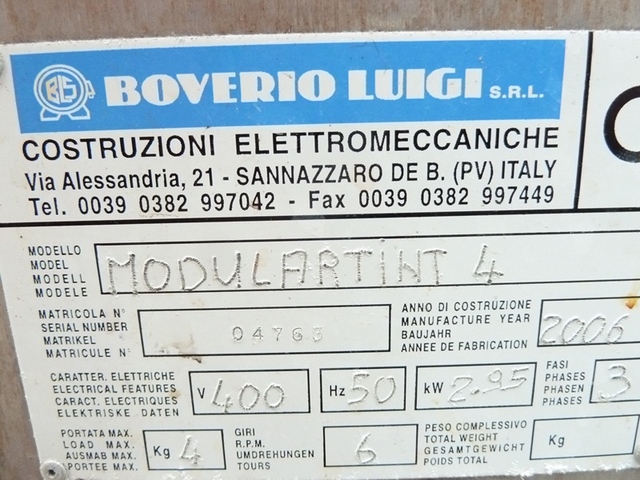 BLS BOVERIO LUIGI S.R.L.
COSTRUZIONI ELETTROMECCANICHE
Via Alessandria, 21 - SANNAZZARO DE B. (PV) ITALY
Tel. 0039 0382 997042 - Fax 0039 0382 997449
MODELLO
MODEL
MODELL
MODELE
MODULARTINT 4
MATRICOLA N°
SERIAL NUMBER
MATRIKEL
MATRICULE N°
04763
ANNO DI COSTRUZIONE
MANUFACTURE YEAR
BAUJAHR
ANNEE DE FABRICATION
2006
CARATTER. ELETTRICHE
ELECTRICAL FEATURES
CARACT. ELECTRIQUES
ELEKTRISKE DATEN
V 400
Hz 50
kW 2.95
FASI
PHASES
PHASEN
PHASES
3
PORTATA MAX.
LOAD MAX.
AUSMAB MAX.
PORTEE MAX.
Kg 4
GIRI
R.P.M.
UMDREHUNGEN
TOURS
6
PESO COMPLESSIVO
TOTAL WEIGHT
GESAMTGEWICHT
POIDS TOTAL
Kg